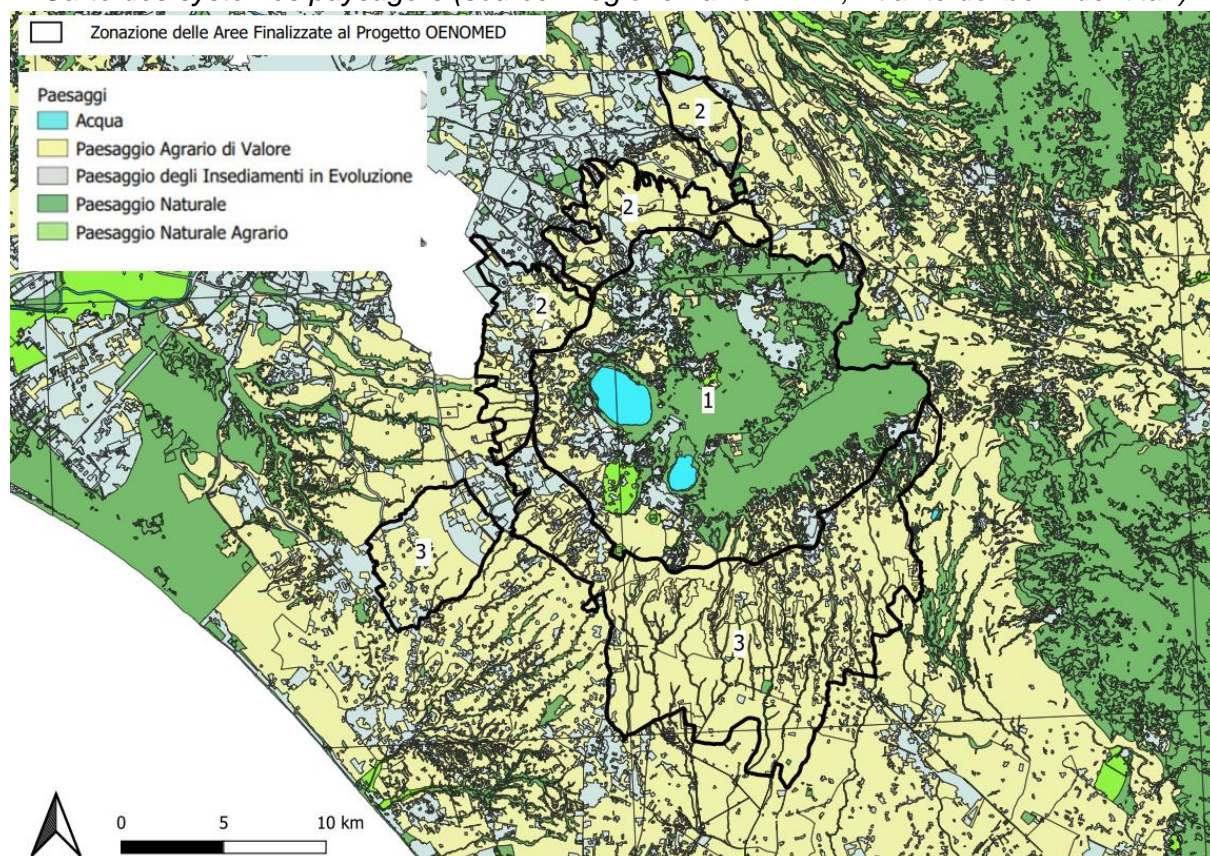 Zonazione delle Aree Finalizzate al Progetto OENOMED
Paesaggi
Acqua
Paesaggio Agrario di Valore
Paesaggio degli Insediamenti in Evoluzione
Paesaggio Naturale
Paesaggio Naturale Agrario
2
2
2
1
3
3
0 5 10 km